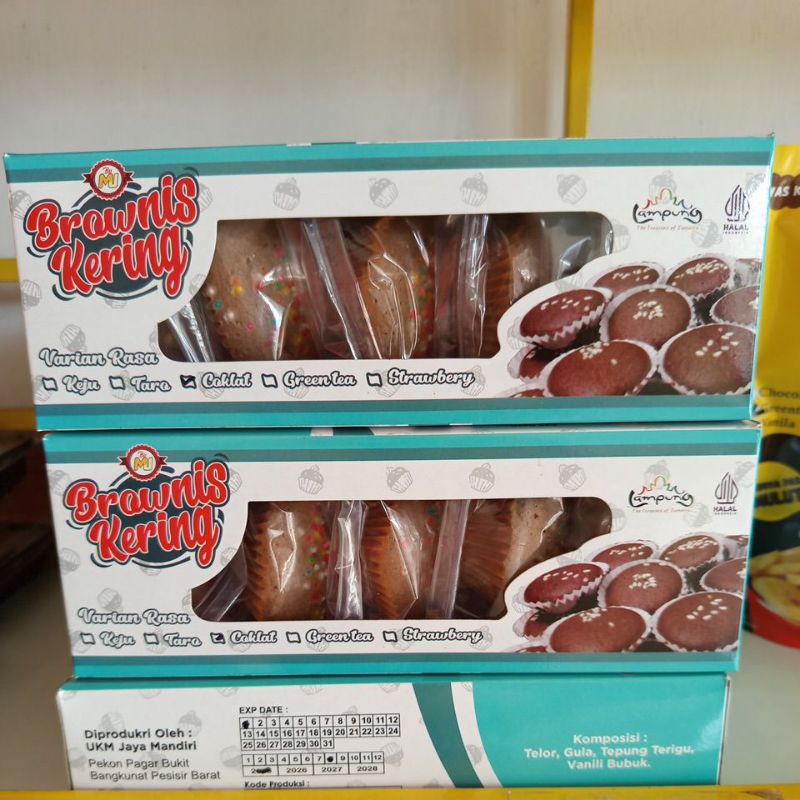 MJ
Brownis
Kering
Lampung
The Treasure of Sumatra
HALAL
INDONESIA
Varian Rasa
Keju Taro Coklat Green tea Strawbery
MJ
Brownis
Kering
Lampung
The Treasure of Sumatra
HALAL
INDONESIA
Varian Rasa
Keju Taro Coklat Green tea Strawbery
Diprodukri Oleh :
UKM Jaya Mandiri
Pekon Pagar Bukit
Bangkunat Pesisir Barat
EXP DATE :
2 3 4 5 6 7 8 9 10 11 12
13 14 15 16 17 18 19 20 21 22 23 24
25 26 27 28 29 30 31
1 2 3 4 5 6 7 9 10 11 12
2026 2027 2028
Kode Produksi :
Komposisi :
Telor, Gula, Tepung Terigu,
Vanili Bubuk.